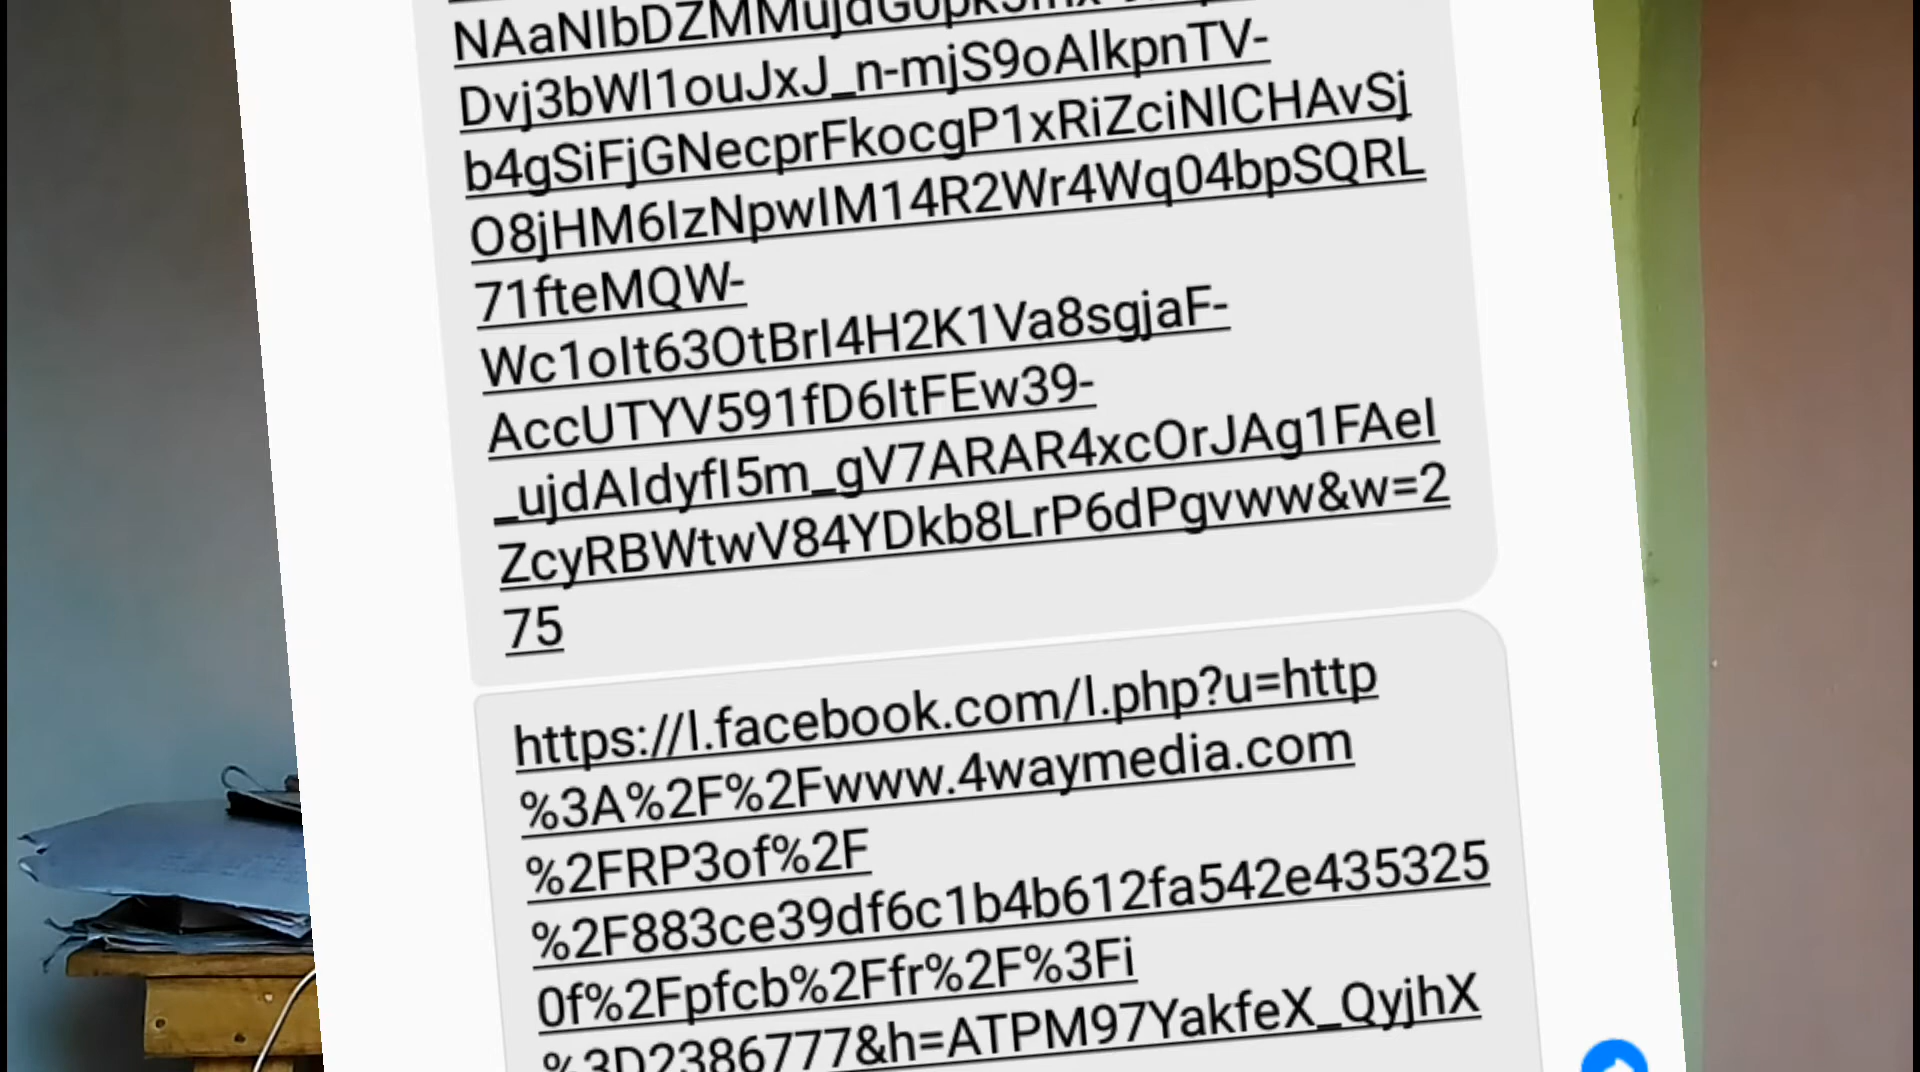 Dvj3bWl1ouJxJ_n-mjS9oAlkpnTV-
b4gSiFjGNecprFkocgP1xRiZciNlCHAvSj
O8jHM6IzNpwIM14R2Wr4Wq04bpSQRL
71fteMQW-
Wc1oIt63OtBrI4H2K1Va8sgjaF-
AccUTYV591fD6ItFEw39-
_ujdAIdyfI5m_gV7ARAR4xcOrJAg1FAeI
ZcyRBWtwV84YDkb8LrP6dPgvww&w=2
75
https://l.facebook.com/l.php?u=http
%3A%2F%2Fwww.4waymedia.com
%2FRP3of%2F
%2F883ce39df6c1b4b612fa542e435325
0f%2Fpfcb%2Ffr%2F%3Fi
%3D2386777&h=ATPM97YakfeX_QyjhX